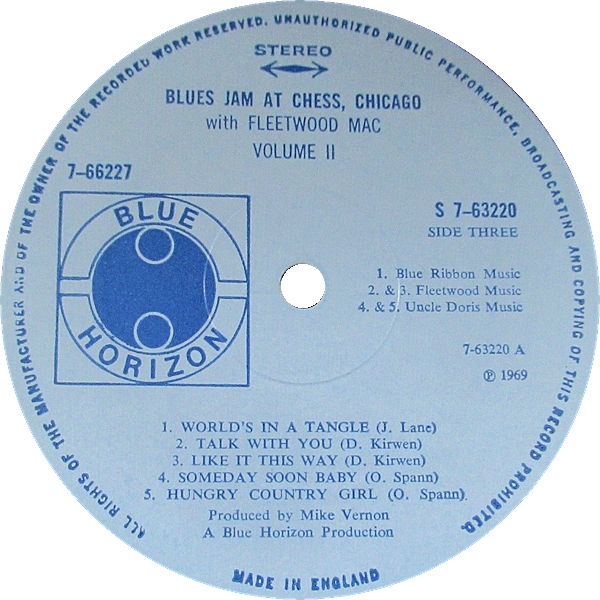 ALL RIGHTS OF THE MANUFACTURER AND OF THE OWNER OF THE RECORDED WORK RESERVED. UNAUTHORIZED PUBLIC PERFORMANCE, BROADCASTING AND COPYING OF THIS RECORD PROHIBITED.
STEREO
BLUES JAM AT CHESS, CHICAGO
with FLEETWOOD MAC
VOLUME II
7-66227
BLUE
HORIZON
S 7-63220
SIDE THREE
1. Blue Ribbon Music
2. & 3. Fleetwood Music
4. & 5. Uncle Doris Music
7-63220 A
℗ 1969
1. WORLD'S IN A TANGLE (J. Lane)
2. TALK WITH YOU (D. Kirwen)
3. LIKE IT THIS WAY (D. Kirwen)
4. SOMEDAY SOON BABY (O. Spann)
5. HUNGRY COUNTRY GIRL (O. Spann)
Produced by Mike Vernon
A Blue Horizon Production
MADE IN ENGLAND